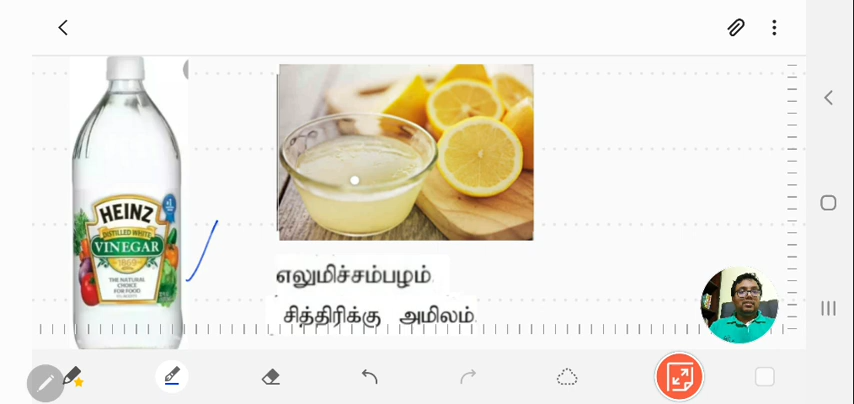 HEINZ
DISTILLED WHITE
VINEGAR
THE NATURAL
CHOICE
FOR FOOD
எலுமிச்சம்பழம்
சித்திரிக்கு அமிலம்